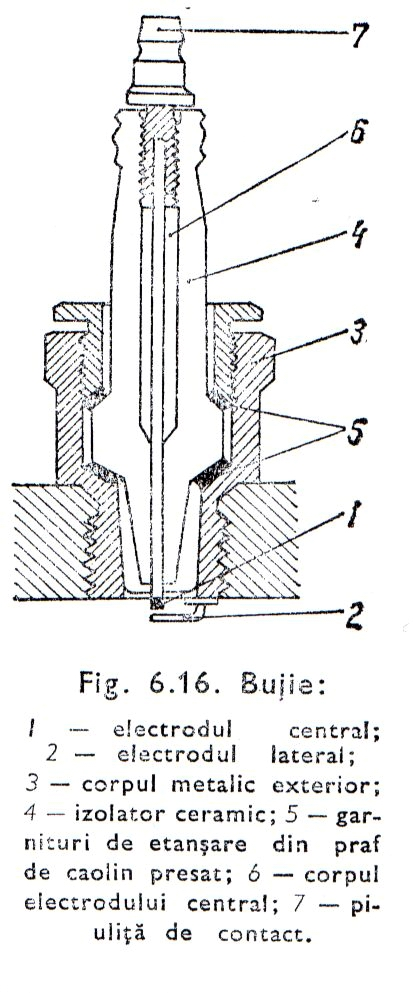 7
6
4
3
5
1
2
Fig. 6.16. Bujie:
1 — electrodul central;
2 — electrodul lateral;
3 — corpul metalic exterior;
4 — izolator ceramic; 5 — gar-
nituri de etanşare din praf
de caolin presat; 6 — corpul
electrodului central; 7 — pi-
uliţă de contact.